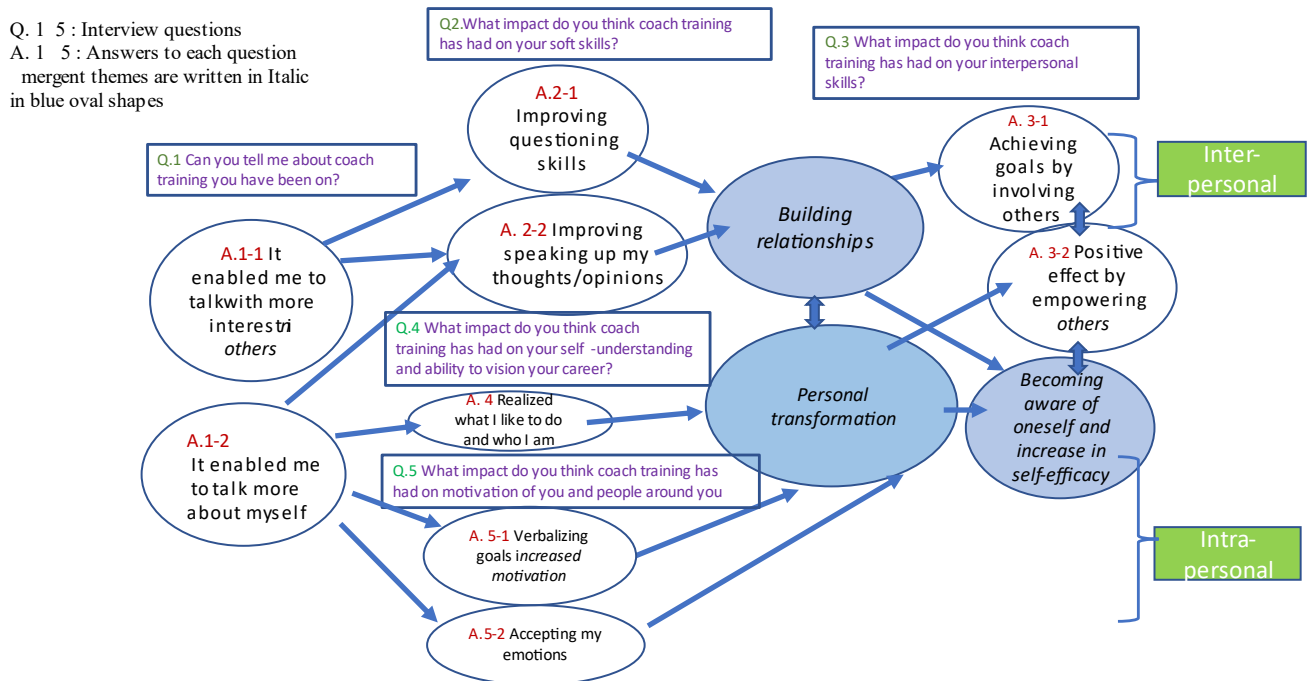 Q. 1 5 : Interview questions
A. 1 5 : Answers to each question
mergent themes are written in Italic
in blue oval shapes
Q2.What impact do you think coach training
has had on your soft skills?
Q.3 What impact do you think coach
training has had on your interpersonal
skills?
Q.1 Can you tell me about coach
training you have been on?
A.2-1
Improving
questioning
skills
A. 3-1
Achieving
goals by
involving
others
Inter-
personal
A.1-1 It
enabled me to
talkwith more
interestri
others
A. 2-2 Improving
speaking up my
thoughts/opinions
Building
relationships
A. 3-2 Positive
effect by
empowering
others
Q.4 What impact do you think coach
training has had on your self -understanding
and ability to vision your career?
A.1-2
It enabled me
to talk more
about myself
A. 4 Realized
what I like to do
and who I am
Personal
transformation
Becoming
aware of
oneself and
increase in
self-efficacy
Q.5 What impact do you think coach training has
had on motivation of you and people around you
A. 5-1 Verbalizing
goals increased
motivation
Intra-
personal
A.5-2 Accepting my
emotions